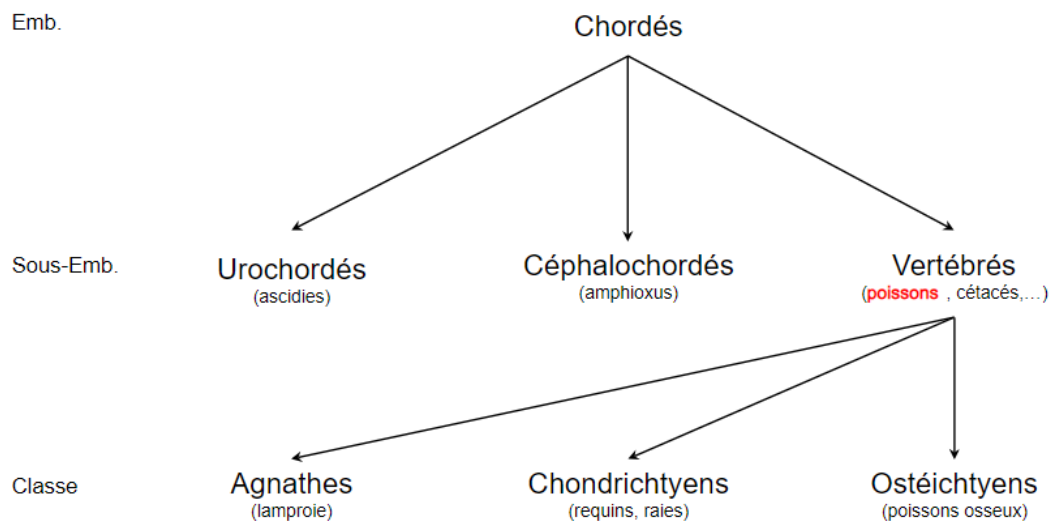 Emb.
Chordés
Sous-Emb.
Urochordés
(ascidies)
Céphalochordés
(amphioxus)
Vertébrés
(poissons , cétacés,...)
Classe
Agnathes
(lamproie)
Chondrichtyens
(requins, raies)
Ostéichtyens
(poissons osseux)